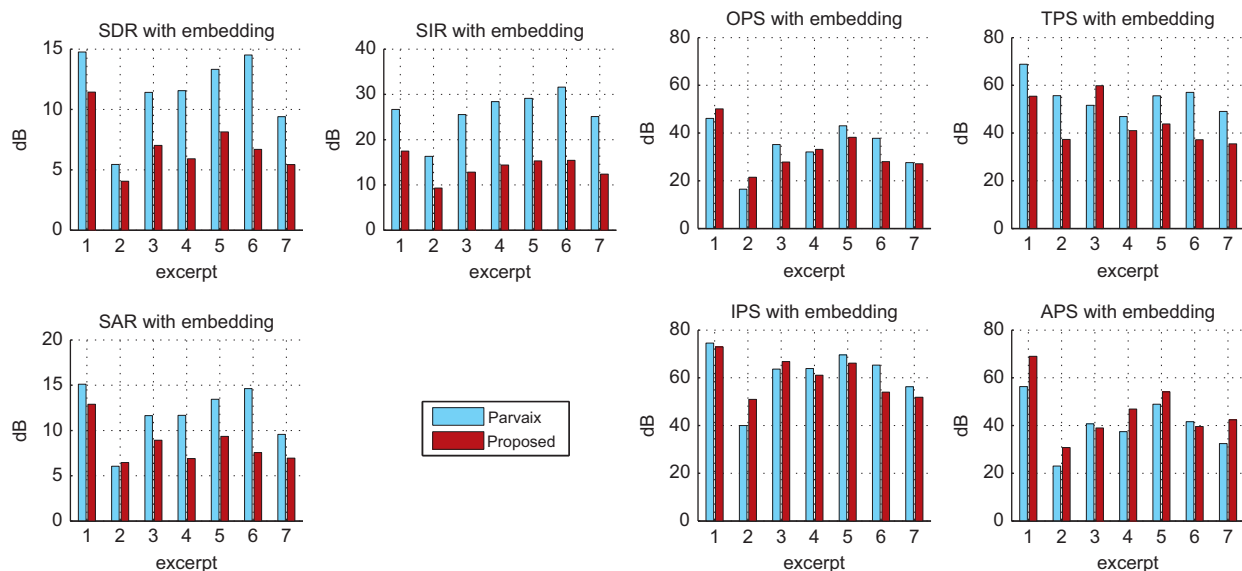 SDR with embedding
15
10
5
0
dB
1 2 3 4 5 6 7
excerpt
SIR with embedding
40
30
20
10
0
dB
1 2 3 4 5 6 7
excerpt
OPS with embedding
80
60
40
20
0
dB
1 2 3 4 5 6 7
excerpt
TPS with embedding
80
60
40
20
0
dB
1 2 3 4 5 6 7
excerpt
SAR with embedding
20
15
10
5
0
dB
1 2 3 4 5 6 7
excerpt
Parvaix
Proposed
IPS with embedding
80
60
40
20
0
dB
1 2 3 4 5 6 7
excerpt
APS with embedding
80
60
40
20
0
dB
1 2 3 4 5 6 7
excerpt